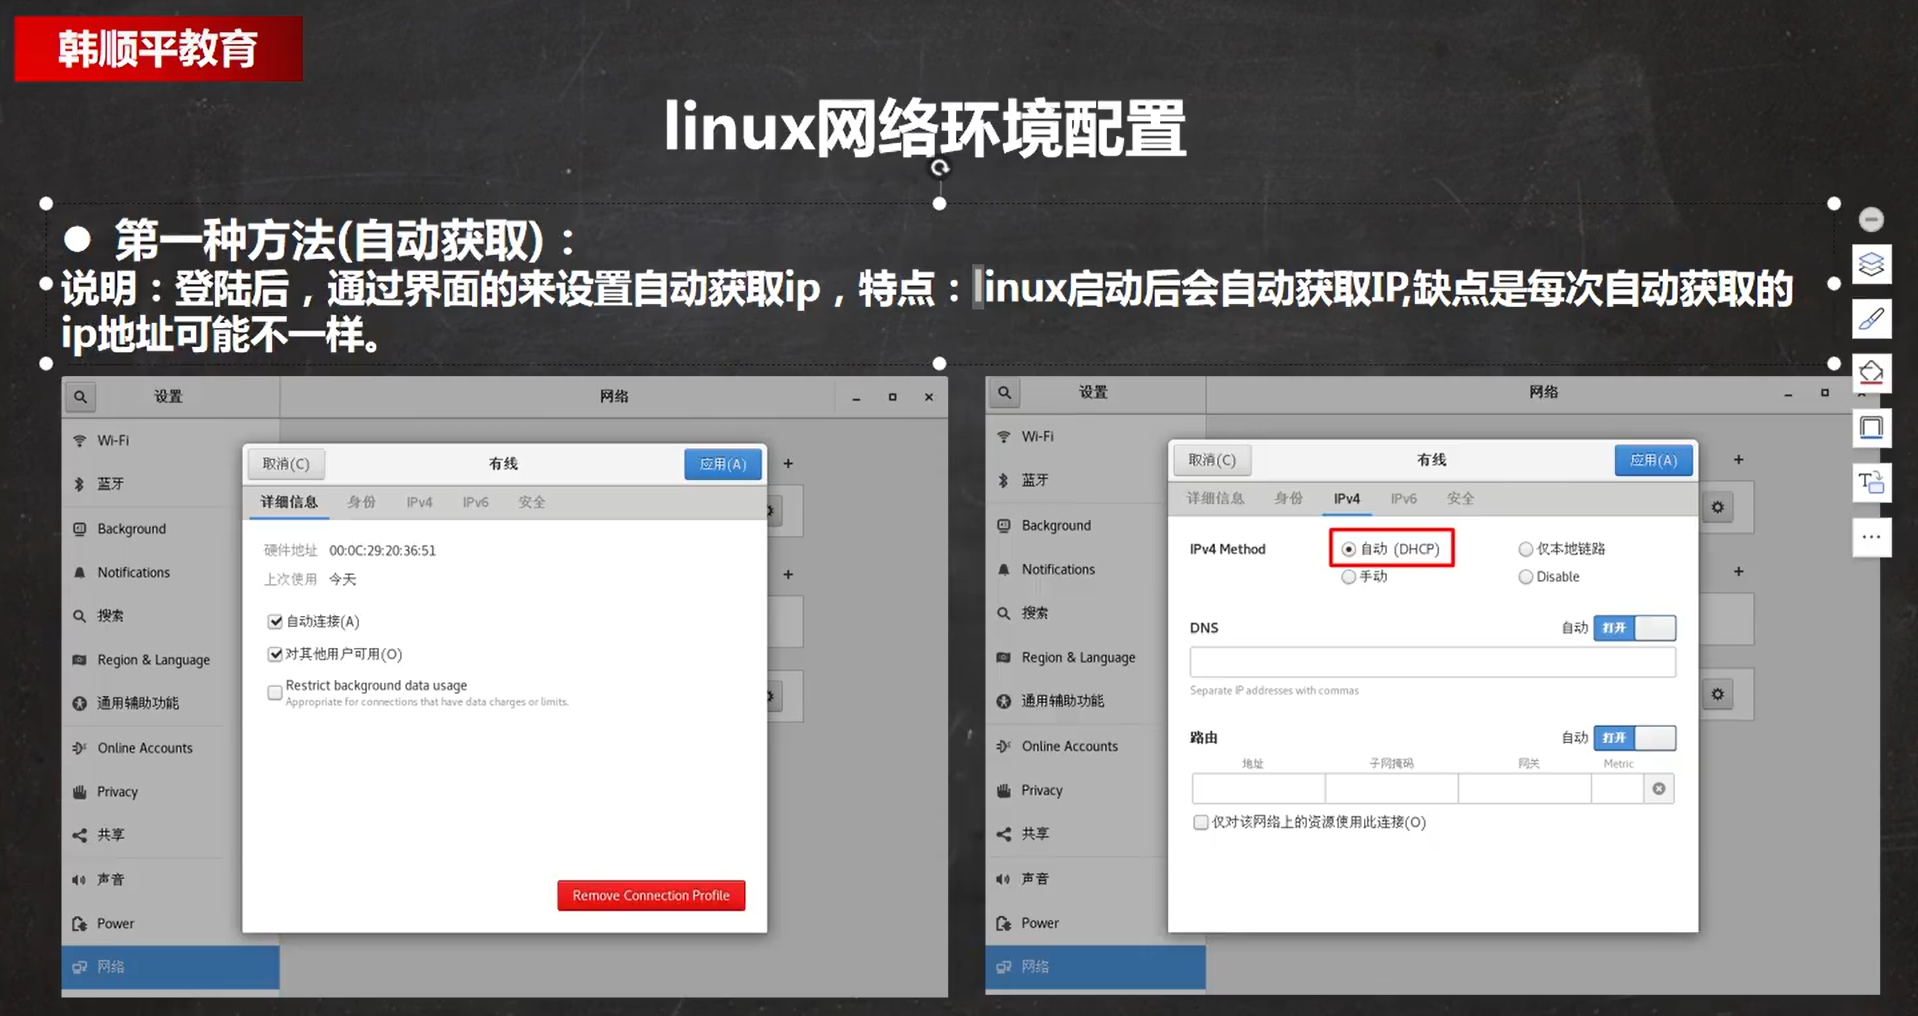 韩顺平教育
linux网络环境配置
● 第一种方法(自动获取)：
说明：登陆后，通过界面的来设置自动获取ip，特点：linux启动后会自动获取IP,缺点是每次自动获取的
ip地址可能不一样。
设置
网络
Wi-Fi
蓝牙
Background
Notifications
搜索
Region & Language
通用辅助功能
Online Accounts
Privacy
共享
声音
Power
网络
取消(C)
有线
应用(A)
详细信息 身份 IPv4 IPv6 安全
硬件地址 00:0C:29:20:36:51
上次使用 今天
自动连接(A)
对其他用户可用(O)
Restrict background data usage
Appropriate for connections that have data charges or limits.
Remove Connection Profile
设置
网络
Wi-Fi
蓝牙
Background
Notifications
搜索
Region & Language
通用辅助功能
Online Accounts
Privacy
共享
声音
Power
网络
取消(C)
有线
应用(A)
详细信息 身份 IPv4 IPv6 安全
IPv4 Method 自动 (DHCP) 仅本地链路
手动 Disable
DNS 自动 打开
Separate IP addresses with commas
路由 自动 打开
地址 子网掩码 网关 Metric
仅对该网络上的资源使用此连接(O)